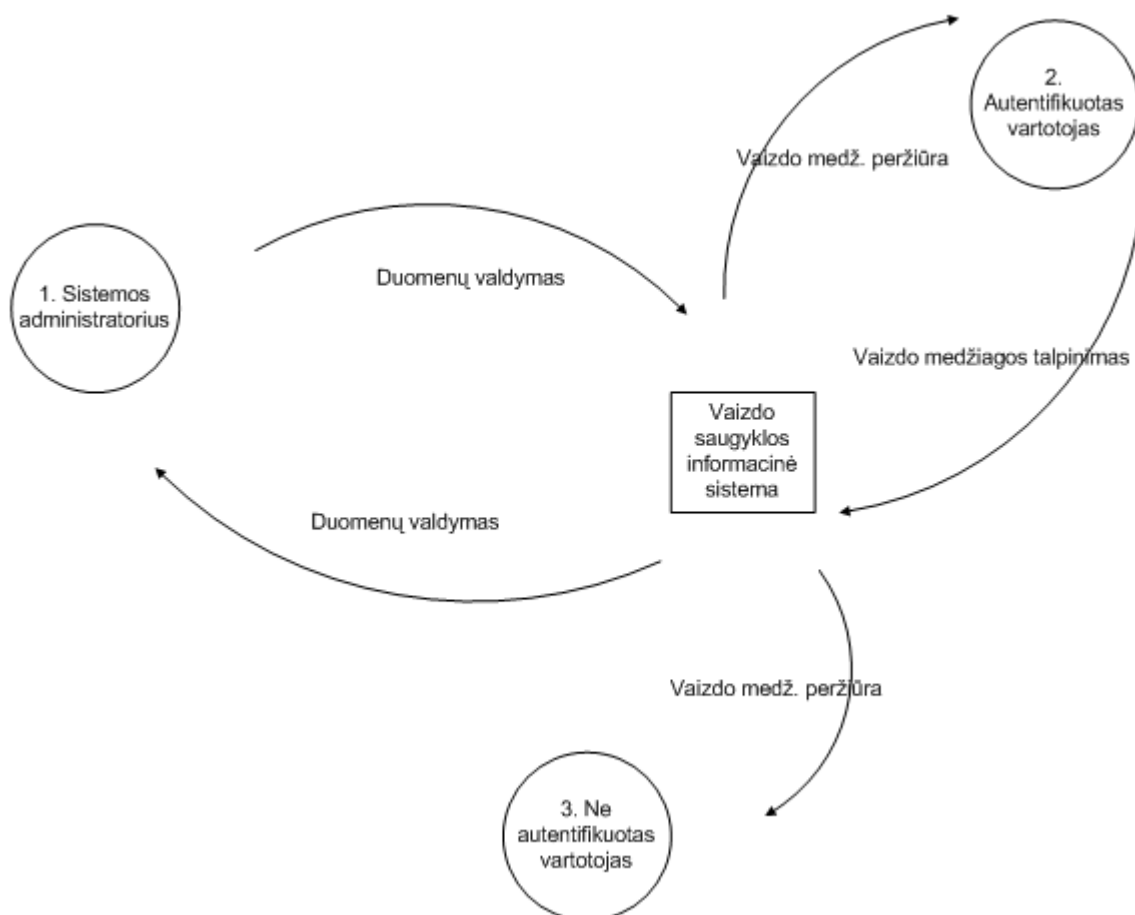 2.
Autentifikuotas
vartotojas
Vaizdo medž. peržiūra
Duomenų valdymas
1. Sistemos
administratorius
Vaizdo medžiagos talpinimas
Vaizdo
saugyklos
informacinė
sistema
Duomenų valdymas
Vaizdo medž. peržiūra
3. Ne
autentifikuotas
vartotojas